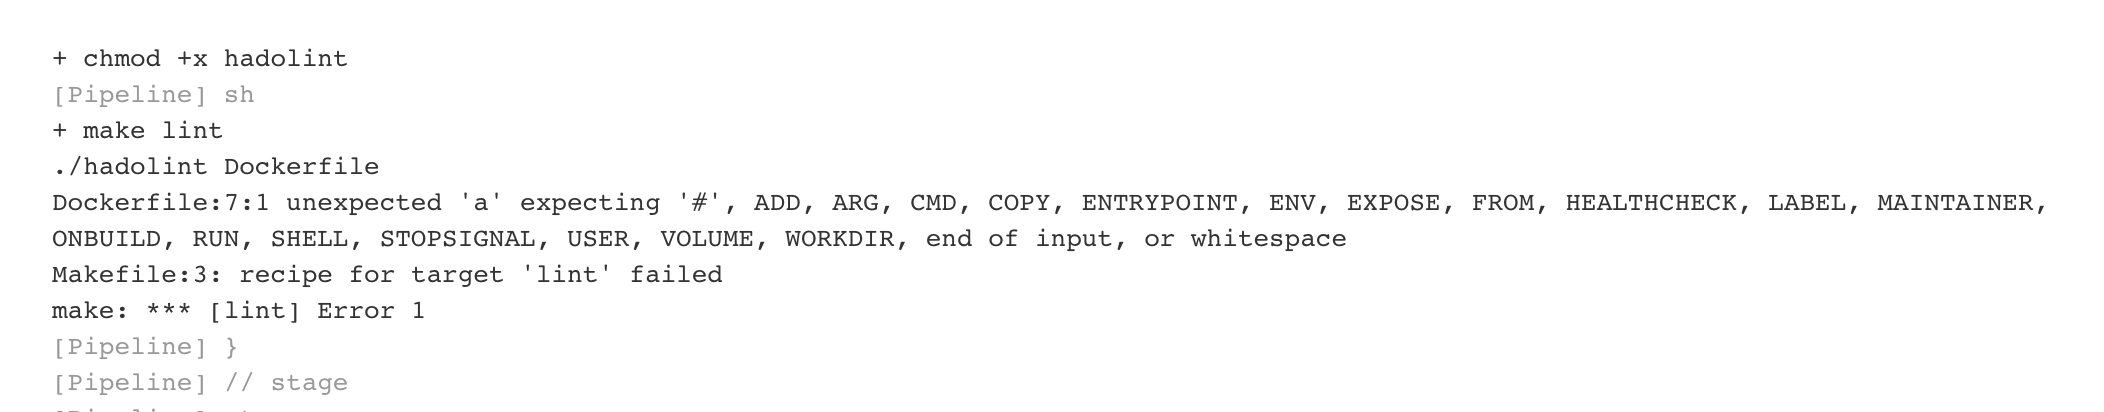 + chmod +x hadolint
[Pipeline] sh
+ make lint
./hadolint Dockerfile
Dockerfile:7:1 unexpected 'a' expecting '#', ADD, ARG, CMD, COPY, ENTRYPOINT, ENV, EXPOSE, FROM, HEALTHCHECK, LABEL, MAINTAINER,
ONBUILD, RUN, SHELL, STOPSIGNAL, USER, VOLUME, WORKDIR, end of input, or whitespace
Makefile:3: recipe for target 'lint' failed
make: *** [lint] Error 1
[Pipeline] }
[Pipeline] // stage